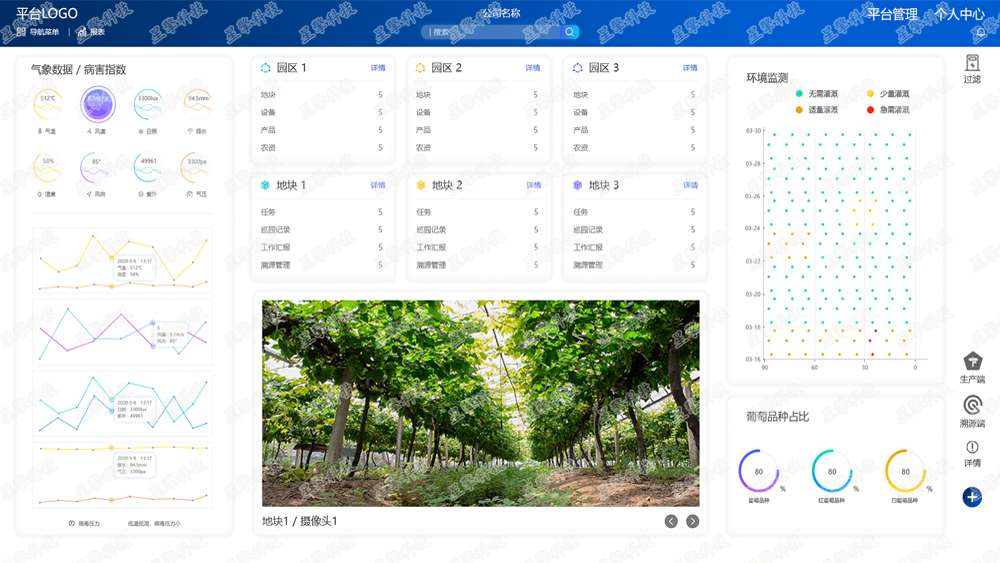 平台LOGO
公司名称
平台管理
个人中心
导航菜单
报表
搜索
气象数据 / 病害指数
512℃
3300lux
94.5mm
气温
风速
日照
降水
58%
85°
49961
3300pa
湿度
风向
紫外
气压
2020-5-6 13:17
气温: 512℃
湿度: 58%
5
风速: 8.7m/s
风向: 85°
2020-5-6 13:17
日照: 3300lux
紫外: 49961
2020-5-6 13:17
降水: 94.5mm
气压: 3300pa
病毒压力
低温低湿、病毒压力小
园区 1
详情
地块 5
设备 5
产品 5
农资 5
园区 2
详情
地块 5
设备 5
产品 5
农资 5
园区 3
详情
地块 5
设备 5
产品 5
农资 5
地块 1
详情
任务 5
巡园记录 5
工作汇报 5
溯源管理 5
地块 2
详情
任务 5
巡园记录 5
工作汇报 5
溯源管理 5
地块 3
详情
任务 5
巡园记录 5
工作汇报 5
溯源管理 5
地块1 / 摄像头1
环境监测
无需灌溉
少量灌溉
适量灌溉
急需灌溉
03-30
03-28
03-26
03-24
03-22
03-20
03-18
03-16
90
60
30
0
葡萄品种占比
80
%
80
%
80
%
蓝葡萄品种
红葡萄品种
白葡萄品种
过滤
生产端
溯源端
详情